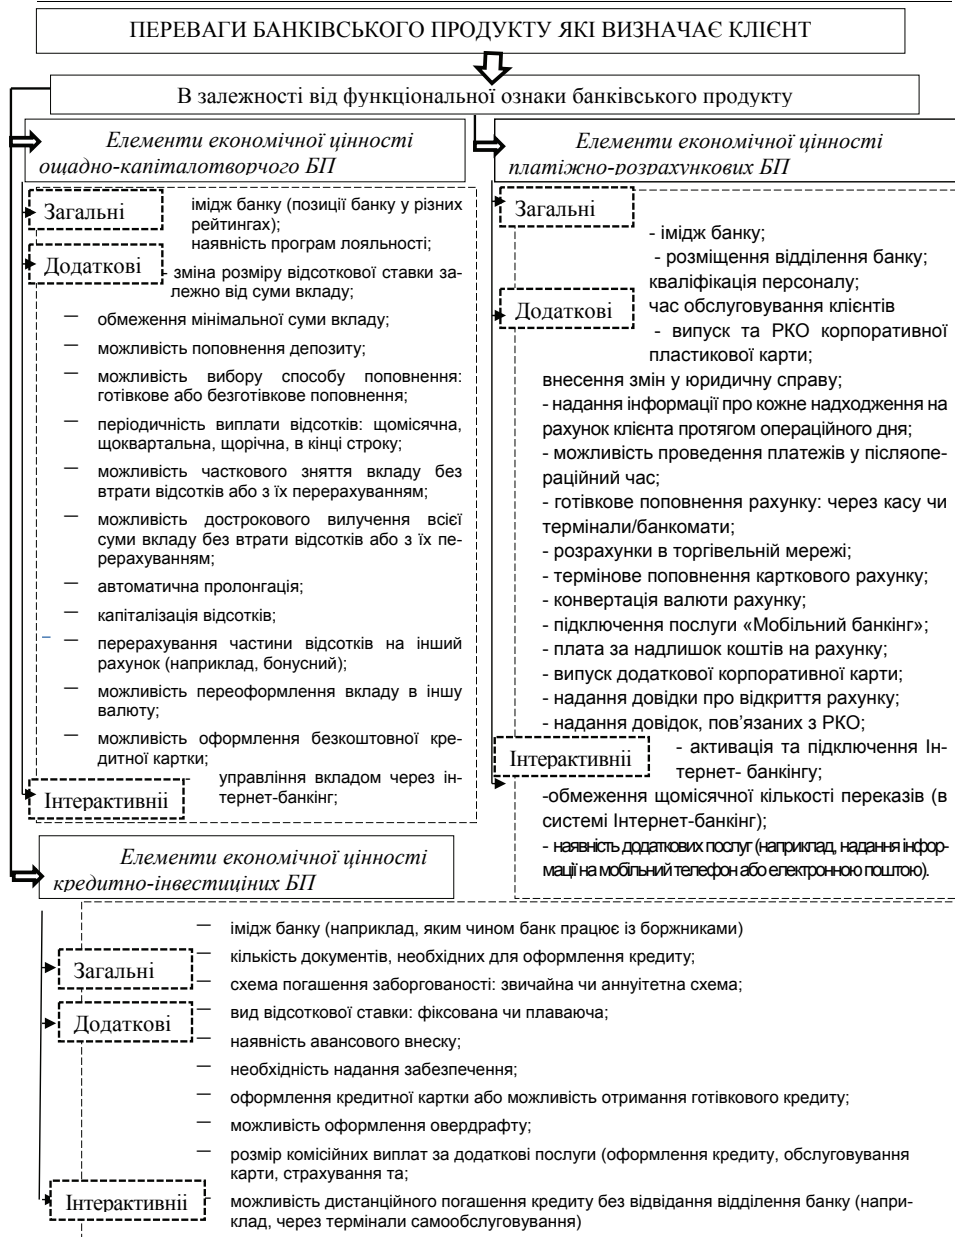 ПЕРЕВАГИ БАНКІВСЬКОГО ПРОДУКТУ ЯКІ ВИЗНАЧАЄ КЛІЄНТ
В залежності від функціональної ознаки банківського продукту
Елементи економічної цінності
ощадно-капіталотворчого БП
Загальні
імідж банку (позиції банку у різних
рейтингах);
наявність програм лояльності;
Додаткові
- зміна розміру відсоткової ставки за-
лежно від суми вкладу;
— обмеження мінімальної суми вкладу;
— можливість поповнення депозиту;
— можливість вибору способу поповнення:
готівкове або безготівкове поповнення;
— періодичність виплати відсотків: щомісячна,
щоквартальна, щорічна, в кінці строку;
— можливість часткового зняття вкладу без
втрати відсотків або з їх перерахуванням;
— можливість дострокового вилучення всієї
суми вкладу без втрати відсотків або з їх пе-
рерахуванням;
— автоматична пролонгація;
— капіталізація відсотків;
— перерахування частини відсотків на інший
рахунок (наприклад, бонусний);
— можливість переоформлення вкладу в іншу
валюту;
— можливість оформлення безкоштовної кре-
дитної картки;
Інтерактивніі
- управління вкладом через ін-
тернет-банкінг;
Елементи економічної цінності
платіжно-розрахункових БП
Загальні
- імідж банку;
- розміщення відділення банку;
кваліфікація персоналу;
час обслуговування клієнтів
Додаткові
- випуск та РКО корпоративної
пластикової карти;
внесення змін у юридичну справу;
- надання інформації про кожне надходження на
рахунок клієнта протягом операційного дня;
- можливість проведення платежів у післяопе-
раційний час;
- готівкове поповнення рахунку: через касу чи
термінали/банкомати;
- розрахунки в торгівельній мережі;
- термінове поповнення карткового рахунку;
- конвертація валюти рахунку;
- підключення послуги «Мобільний банкінг»;
- плата за надлишок коштів на рахунку;
- випуск додаткової корпоративної карти;
- надання довідки про відкриття рахунку;
- надання довідок, пов’язаних з РКО;
Інтерактивніі
- активація та підключення Ін-
тернет- банкінгу;
-обмеження щомісячної кількості переказів (в
системі Інтернет-банкінг);
- наявність додаткових послуг (наприклад, надання інфор-
мації на мобільний телефон або електронною поштою).
Елементи економічної цінності
кредитно-інвестиціних БП
Загальні
— імідж банку (наприклад, яким чином банк працює із боржниками)
— кількість документів, необхідних для оформлення кредиту;
— схема погашення заборгованості: звичайна чи аннуітетна схема;
Додаткові
— вид відсоткової ставки: фіксована чи плаваюча;
— наявність авансового внеску;
— необхідність надання забезпечення;
— оформлення кредитної картки або можливість отримання готівкового кредиту;
— можливість оформлення овердрафту;
— розмір комісійних виплат за додаткові послуги (оформлення кредиту, обслуговування
карти, страхування та;
Інтерактивніі
— можливість дистанційного погашення кредиту без відвідання відділення банку (напри-
клад, через термінали самообслуговування)